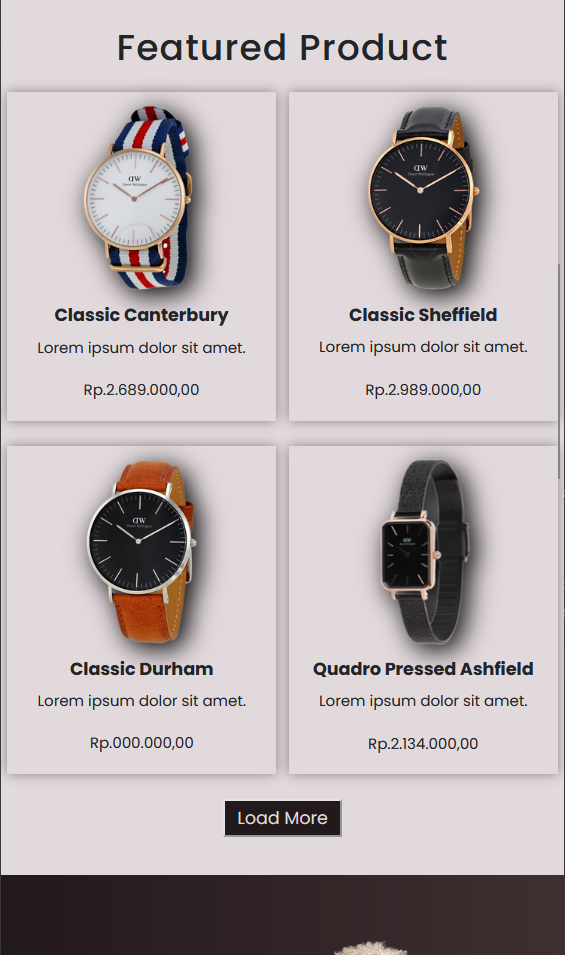 Featured Product
DW
Daniel Wellington
DW
Daniel Wellington
Classic Canterbury
Classic Sheffield
Lorem ipsum dolor sit amet.
Lorem ipsum dolor sit amet.
Rp.2.689.000,00
Rp.2.989.000,00
DW
Daniel Wellington
DW
Classic Durham
Quadro Pressed Ashfield
Lorem ipsum dolor sit amet.
Lorem ipsum dolor sit amet.
Rp.000.000,00
Rp.2.134.000,00
Load More